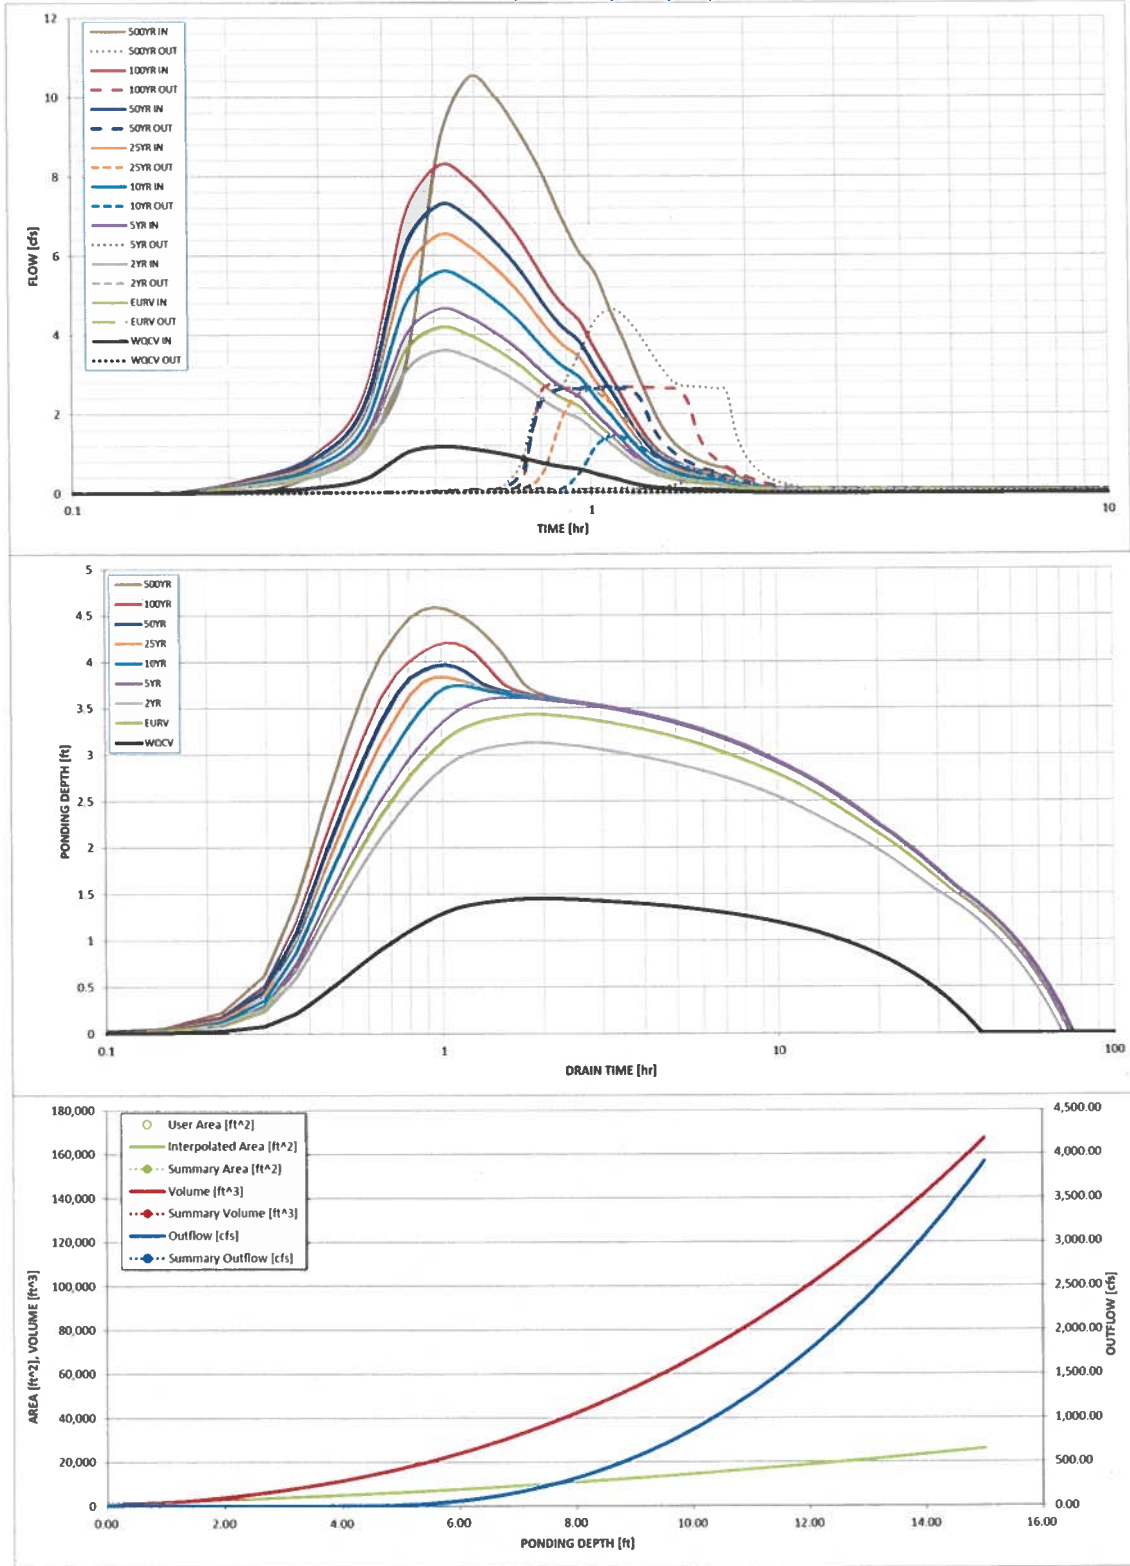 12
10
8
6
4
2
0
FLOW [cfs]
500YR IN
500YR OUT
100YR IN
100YR OUT
50YR IN
50YR OUT
25YR IN
25YR OUT
10YR IN
10YR OUT
5YR IN
5YR OUT
2YR IN
2YR OUT
EURV IN
EURV OUT
WQCV IN
WQCV OUT
0.1
1
10
TIME [hr]
5
4.5
4
3.5
3
2.5
2
1.5
1
0.5
0
PONDING DEPTH [ft]
500YR
100YR
50YR
25YR
10YR
5YR
2YR
EURV
WQCV
0.1
1
10
100
DRAIN TIME [hr]
180,000
160,000
140,000
120,000
100,000
80,000
60,000
40,000
20,000
0
AREA [ft^2], VOLUME [ft^3]
User Area [ft^2]
Interpolated Area [ft^2]
Summary Area [ft^2]
Volume [ft^3]
Summary Volume [ft^3]
Outflow [cfs]
Summary Outflow [cfs]
4,500.00
4,000.00
3,500.00
3,000.00
2,500.00
2,000.00
1,500.00
1,000.00
500.00
0.00
OUTFLOW [cfs]
0.00
2.00
4.00
6.00
8.00
10.00
12.00
14.00
16.00
PONDING DEPTH [ft]